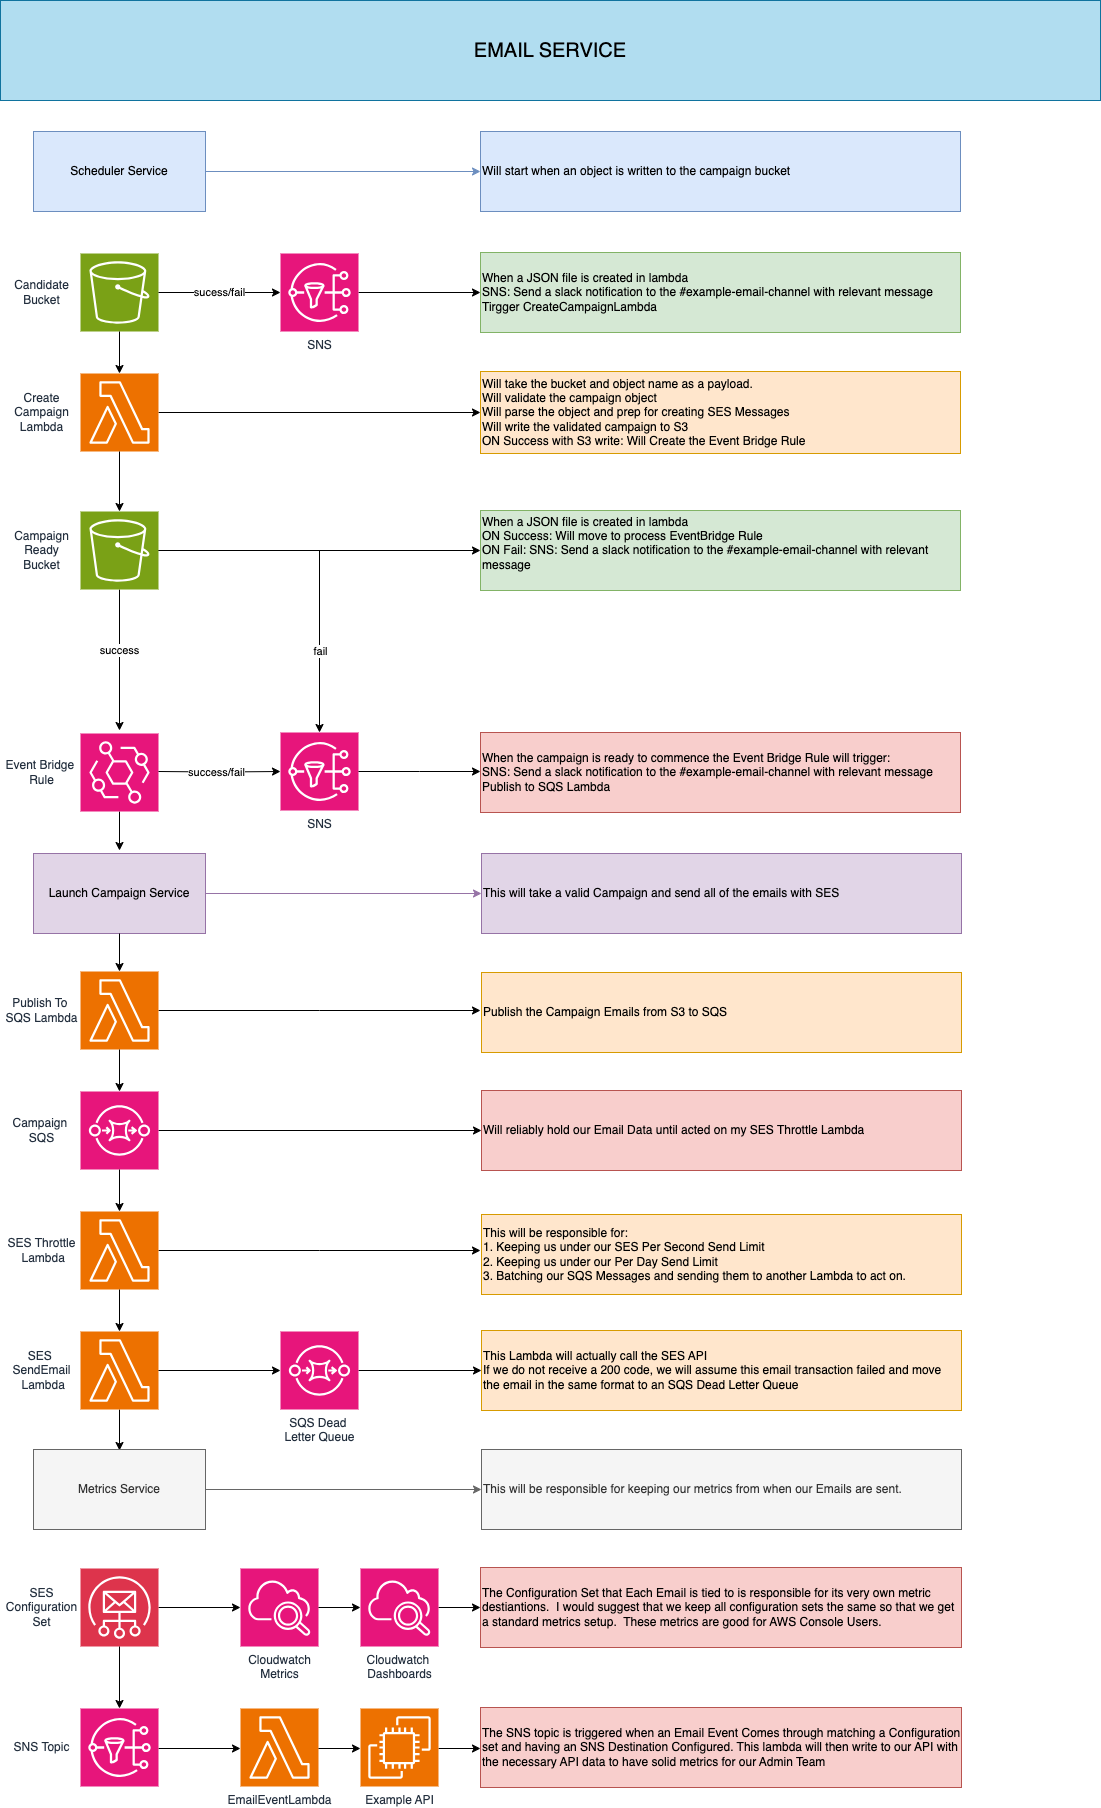 EMAIL SERVICE
Scheduler Service
Will start when an object is written to the campaign bucket
Candidate
Bucket
sucess/fail
SNS
When a JSON file is created in lambda
SNS: Send a slack notification to the #example-email-channel with relevant message
Tirgger CreateCampaignLambda
Create
Campaign
Lambda
Will take the bucket and object name as a payload.
Will validate the campaign object
Will parse the object and prep for creating SES Messages
Will write the validated campaign to S3
ON Success with S3 write: Will Create the Event Bridge Rule
Campaign
Ready
Bucket
When a JSON file is created in lambda
ON Success: Will move to process EventBridge Rule
ON Fail: SNS: Send a slack notification to the #example-email-channel with relevant
message
success
fail
Event Bridge
Rule
success/fail
SNS
When the campaign is ready to commence the Event Bridge Rule will trigger:
SNS: Send a slack notification to the #example-email-channel with relevant message
Publish to SQS Lambda
Launch Campaign Service
This will take a valid Campaign and send all of the emails with SES
Publish To
SQS Lambda
Publish the Campaign Emails from S3 to SQS
Campaign
SQS
Will reliably hold our Email Data until acted on my SES Throttle Lambda
SES Throttle
Lambda
This will be responsible for:
1. Keeping us under our SES Per Second Send Limit
2. Keeping us under our Per Day Send Limit
3. Batching our SQS Messages and sending them to another Lambda to act on.
SES
SendEmail
Lambda
SQS Dead
Letter Queue
This Lambda will actually call the SES API
If we do not receive a 200 code, we will assume this email transaction failed and move
the email in the same format to an SQS Dead Letter Queue
Metrics Service
This will be responsible for keeping our metrics from when our Emails are sent.
SES
Configuration
Set
Cloudwatch
Metrics
Cloudwatch
Dashboards
The Configuration Set that Each Email is tied to is responsible for its very own metric
destiantions.  I would suggest that we keep all configuration sets the same so that we get
a standard metrics setup.  These metrics are good for AWS Console Users.
SNS Topic
EmailEventLambda
Example API
The SNS topic is triggered when an Email Event Comes through matching a Configuration
set and having an SNS Destination Configured. This lambda will then write to our API with
the necessary API data to have solid metrics for our Admin Team